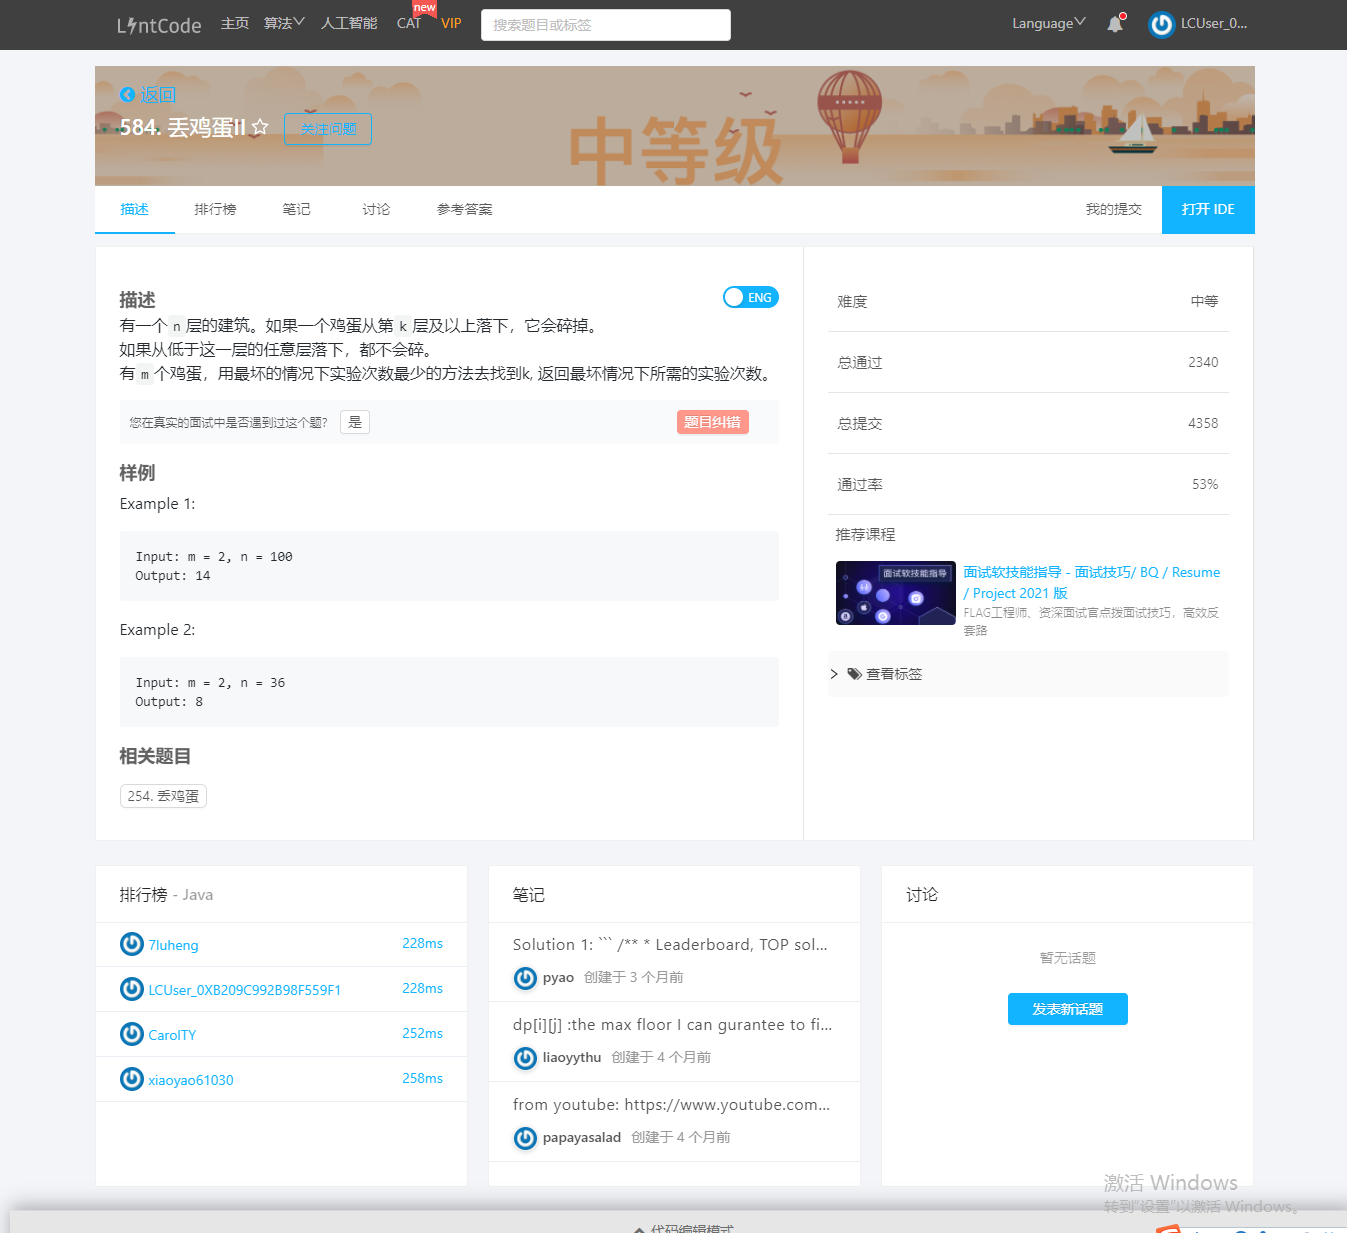 LintCode 主页 算法 人工智能 CAT new VIP 搜索题目或标签 Language LCUser_0...
返回
584. 丢鸡蛋II 关注问题
中等级
描述 排行榜 笔记 讨论 参考答案 我的提交 打开 IDE
描述 ENG
有一个 n 层的建筑。如果一个鸡蛋从第 k 层及以上落下，它会碎掉。
如果从低于这一层的任意层落下，都不会碎。
有 m 个鸡蛋，用最坏的情况下实验次数最少的方法去找到k, 返回最坏情况下所需的实验次数。
您在真实的面试中是否遇到过这个题? 是 题目纠错
样例
Example 1:
Input: m = 2, n = 100
Output: 14
Example 2:
Input: m = 2, n = 36
Output: 8
相关题目
254. 丢鸡蛋
难度 中等
总通过 2340
总提交 4358
通过率 53%
推荐课程
面试软技能指导
面试软技能指导 - 面试技巧/ BQ / Resume
/ Project 2021 版
FLAG工程师、资深面试官点拨面试技巧，高效反
套路
查看标签
排行榜 - Java
7luheng 228ms
LCUser_0XB209C992B98F559F1 228ms
CarolTY 252ms
xiaoyao61030 258ms
笔记
Solution 1: ``` /** * Leaderboard, TOP sol...
pyao 创建于 3 个月前
dp[i][j] :the max floor I can gurantee to fi...
liaoyythu 创建于 4 个月前
from youtube: https://www.youtube.com...
papayasalad 创建于 4 个月前
讨论
暂无话题
发表新话题
激活 Windows
转到"设置"以激活 Windows。
代码编辑模式